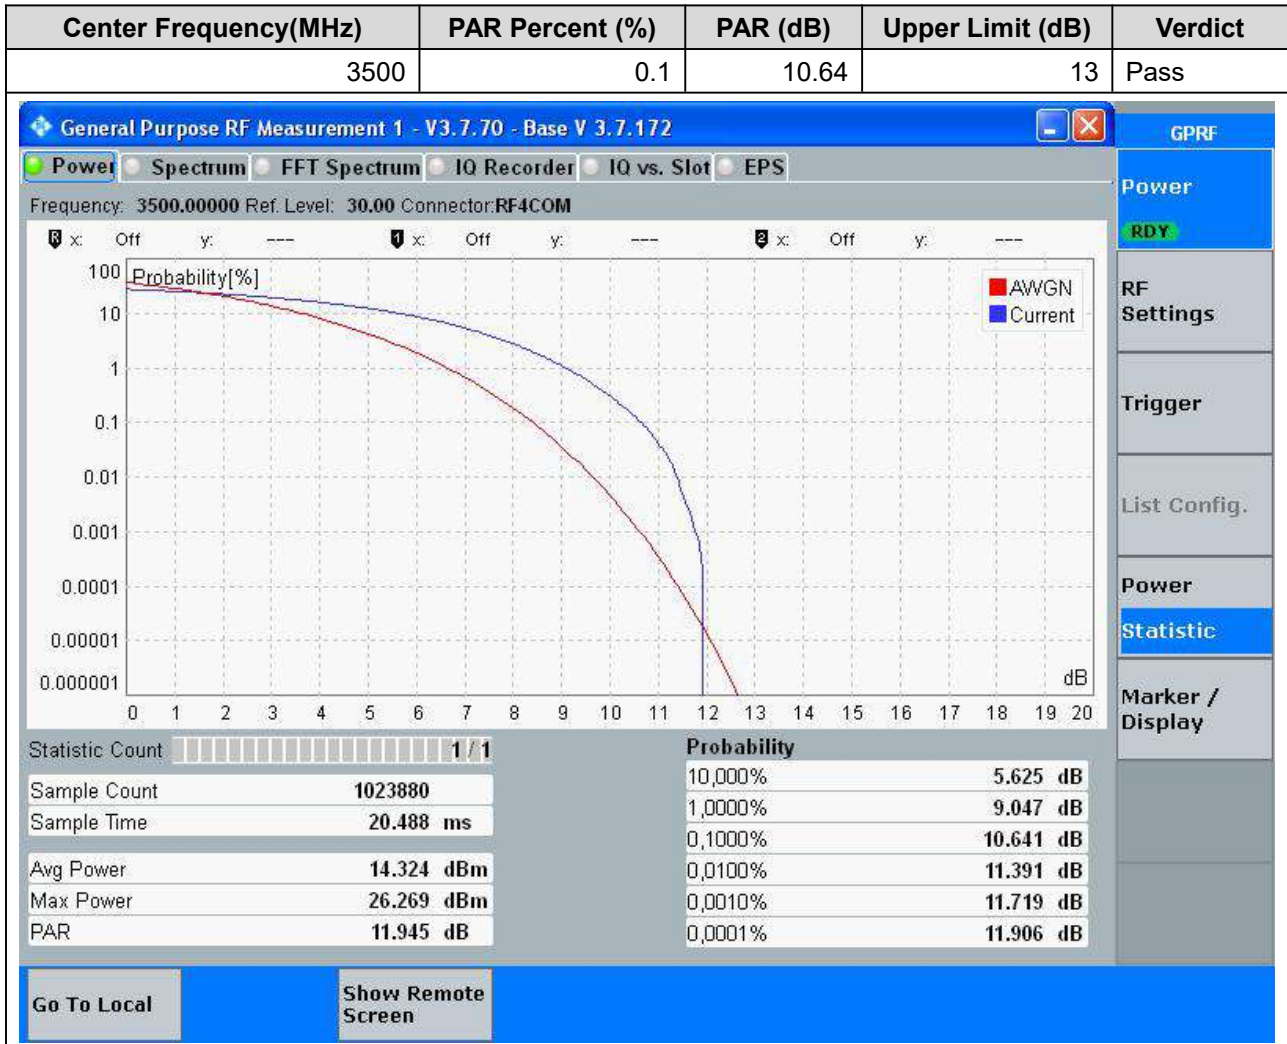 Center Frequency(MHz) PAR Percent (%) PAR (dB) Upper Limit (dB) Verdict
3500 0.1 10.64 13 Pass
General Purpose RF Measurement 1 - V3.7.70 - Base V 3.7.172
GPRF
Power Spectrum FFT Spectrum IQ Recorder IQ vs. Slot EPS
Power
RDY
Frequency: 3500.00000 Ref. Level: 30.00 Connector:RF4COM
R x: Off y: --- 1 x: Off y: --- 2 x: Off y: ---
Probability[%]
100
10
1
0.1
0.01
0.001
0.0001
0.00001
0.000001
AWGN
Current
dB
0 1 2 3 4 5 6 7 8 9 10 11 12 13 14 15 16 17 18 19 20
RF
Settings
Trigger
List Config.
Power
Statistic
Marker /
Display
Statistic Count 1 / 1
Sample Count 1023880
Sample Time 20.488 ms
Avg Power 14.324 dBm
Max Power 26.269 dBm
PAR 11.945 dB
Probability
10,000% 5.625 dB
1,0000% 9.047 dB
0,1000% 10.641 dB
0,0100% 11.391 dB
0,0010% 11.719 dB
0,0001% 11.906 dB
Go To Local
Show Remote
Screen